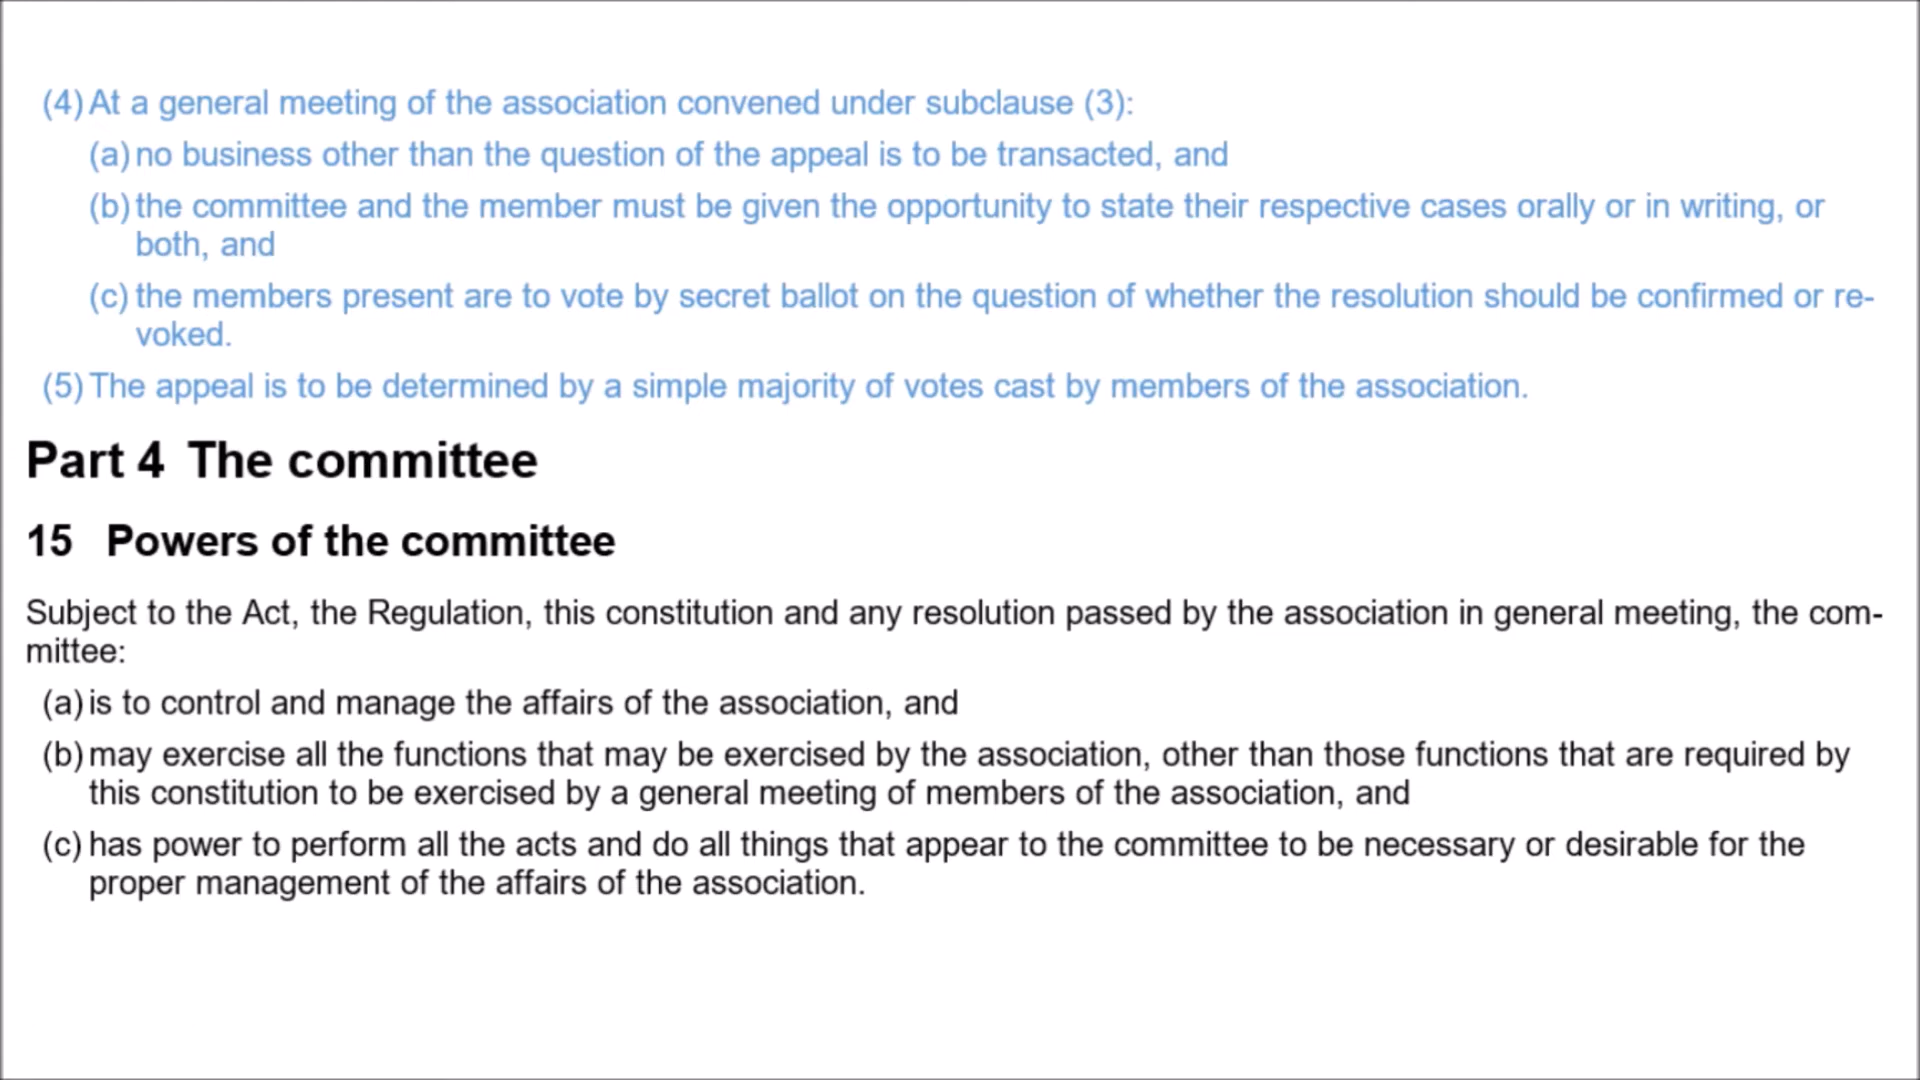 (4) At a general meeting of the association convened under subclause (3):
(a) no business other than the question of the appeal is to be transacted, and
(b) the committee and the member must be given the opportunity to state their respective cases orally or in writing, or
both, and
(c) the members present are to vote by secret ballot on the question of whether the resolution should be confirmed or re-
voked.
(5) The appeal is to be determined by a simple majority of votes cast by members of the association.
Part 4 The committee
15 Powers of the committee
Subject to the Act, the Regulation, this constitution and any resolution passed by the association in general meeting, the com-
mittee:
(a) is to control and manage the affairs of the association, and
(b) may exercise all the functions that may be exercised by the association, other than those functions that are required by
this constitution to be exercised by a general meeting of members of the association, and
(c) has power to perform all the acts and do all things that appear to the committee to be necessary or desirable for the
proper management of the affairs of the association.